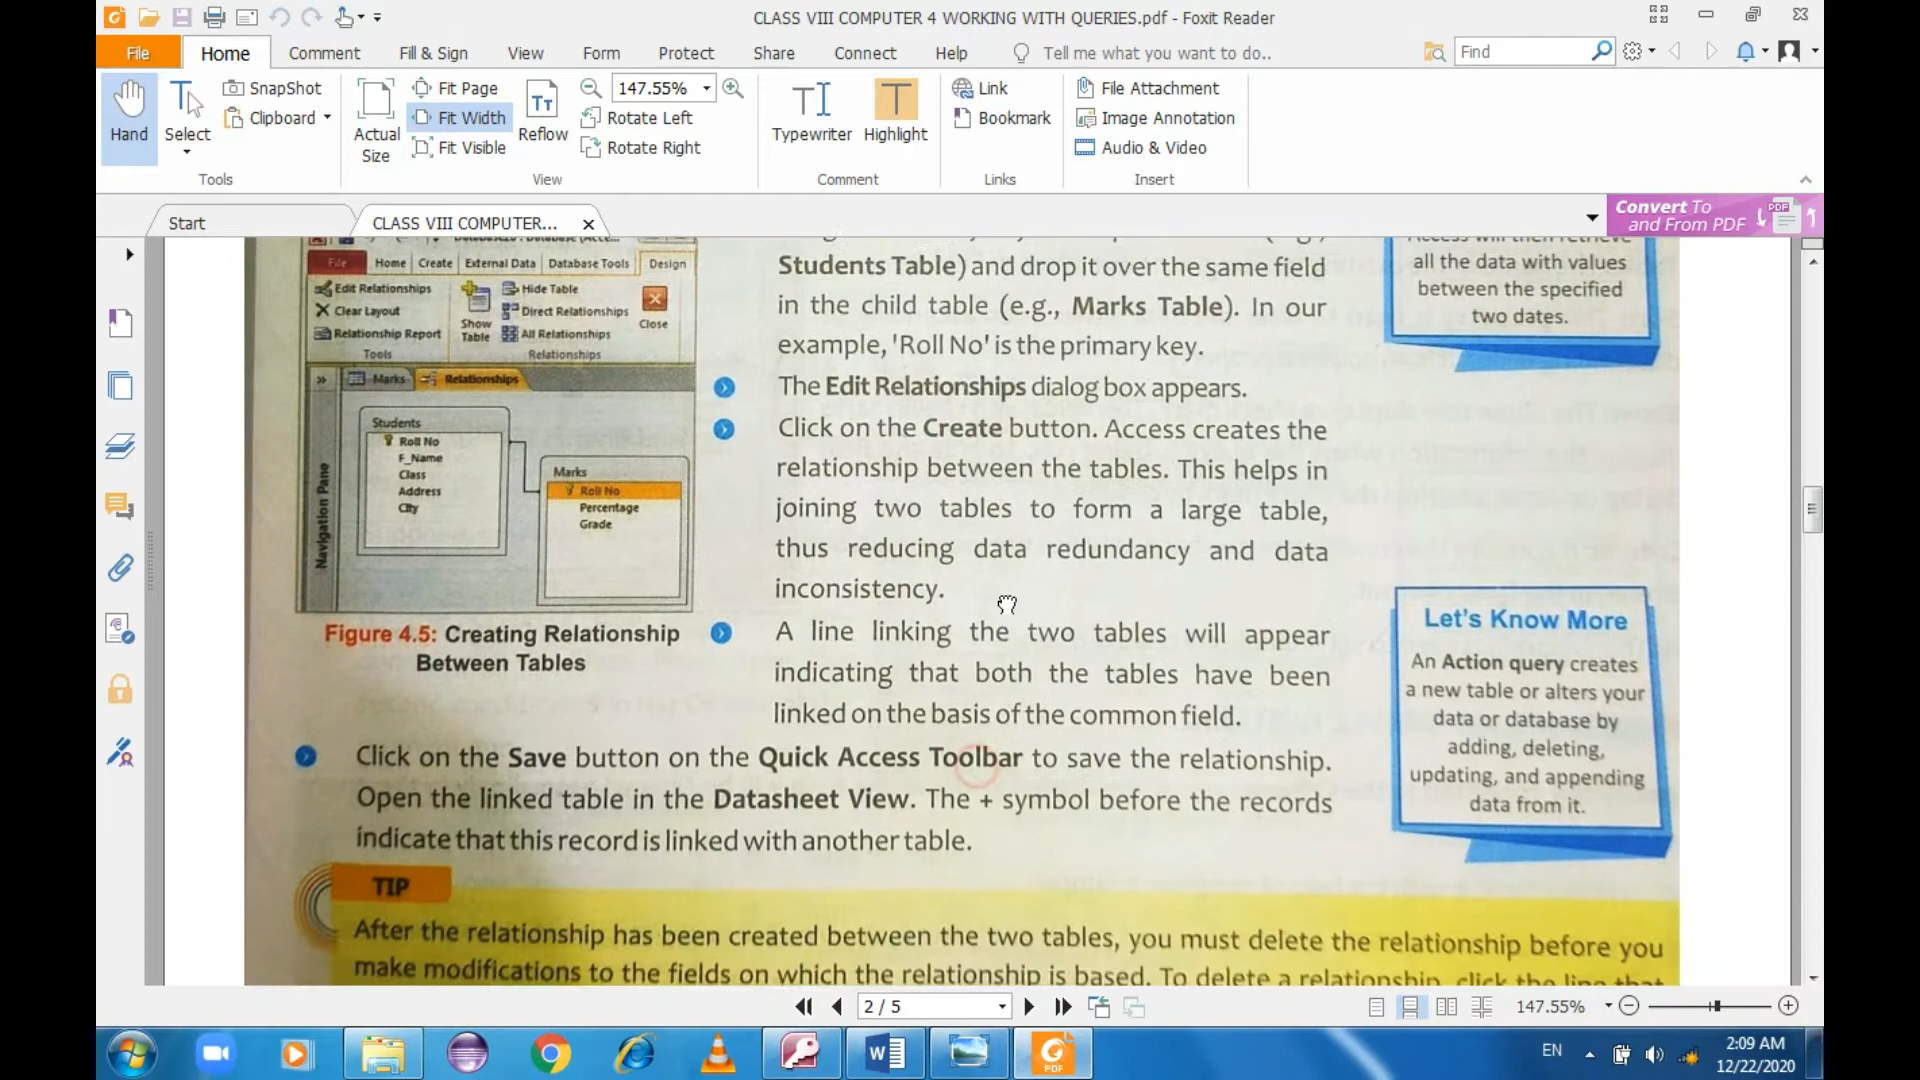 CLASS VIII COMPUTER 4 WORKING WITH QUERIES.pdf - Foxit Reader
File Home Comment Fill & Sign View Form Protect Share Connect Help Tell me what you want to do.. Find
Hand
Select
SnapShot
Clipboard
Tools
Actual Size
Fit Page
Fit Width
Fit Visible
Reflow
147.55%
Rotate Left
Rotate Right
View
Typewriter
Highlight
Comment
Link
Bookmark
Links
File Attachment
Image Annotation
Audio & Video
Insert
Start
CLASS VIII COMPUTER...
Convert To
and From PDF
PDF
File Home Create External Data Database Tools Design
Edit Relationships
Clear Layout
Relationship Report
Tools
Show
Table
Hide Table
Direct Relationships
All Relationships
Relationships
Close
Marks Relationships
Navigation Pane
Students
Roll No
F_Name
Class
Address
City
Marks
Roll No
Percentage
Grade
Figure 4.5: Creating Relationship
Between Tables
Students Table) and drop it over the same field
in the child table (e.g., Marks Table). In our
example, 'Roll No' is the primary key.
The Edit Relationships dialog box appears.
Click on the Create button. Access creates the
relationship between the tables. This helps in
joining two tables to form a large table,
thus reducing data redundancy and data
inconsistency.
A line linking the two tables will appear
indicating that both the tables have been
linked on the basis of the common field.
Click on the Save button on the Quick Access Toolbar to save the relationship.
Open the linked table in the Datasheet View. The + symbol before the records
indicate that this record is linked with another table.
Access will then retrieve
all the data with values
between the specified
two dates.
Let's Know More
An Action query creates
a new table or alters your
data or database by
adding, deleting,
updating, and appending
data from it.
TIP
After the relationship has been created between the two tables, you must delete the relationship before you
make modifications to the fields on which the relationship is based. To delete a relationship, click the line that
2 / 5
147.55%
W
PDF
EN
2:09 AM
12/22/2020